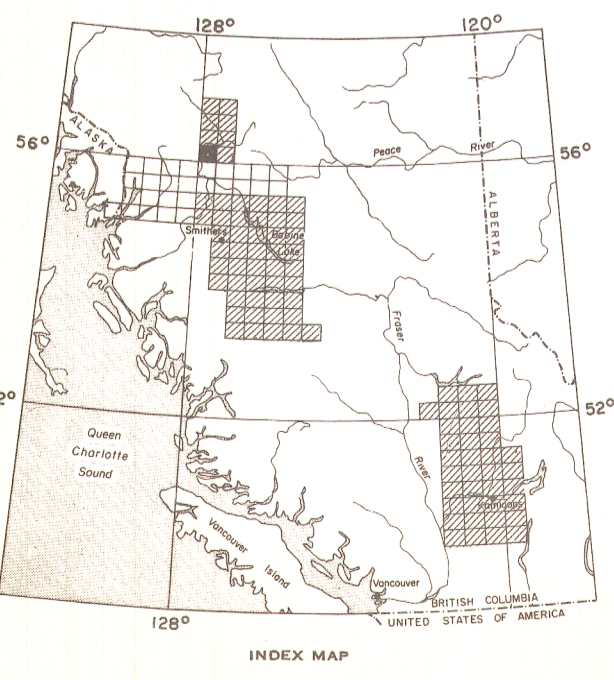 128°
120°
ALASKA
56°
56°
Peace River
ALBERTA
Smithers
Babine
Lake
Fraser
52°
Queen
Charlotte
Sound
River
Kamloops
Vancouver Island
Vancouver
BRITISH COLUMBIA
UNITED STATES OF AMERICA
128°
INDEX MAP